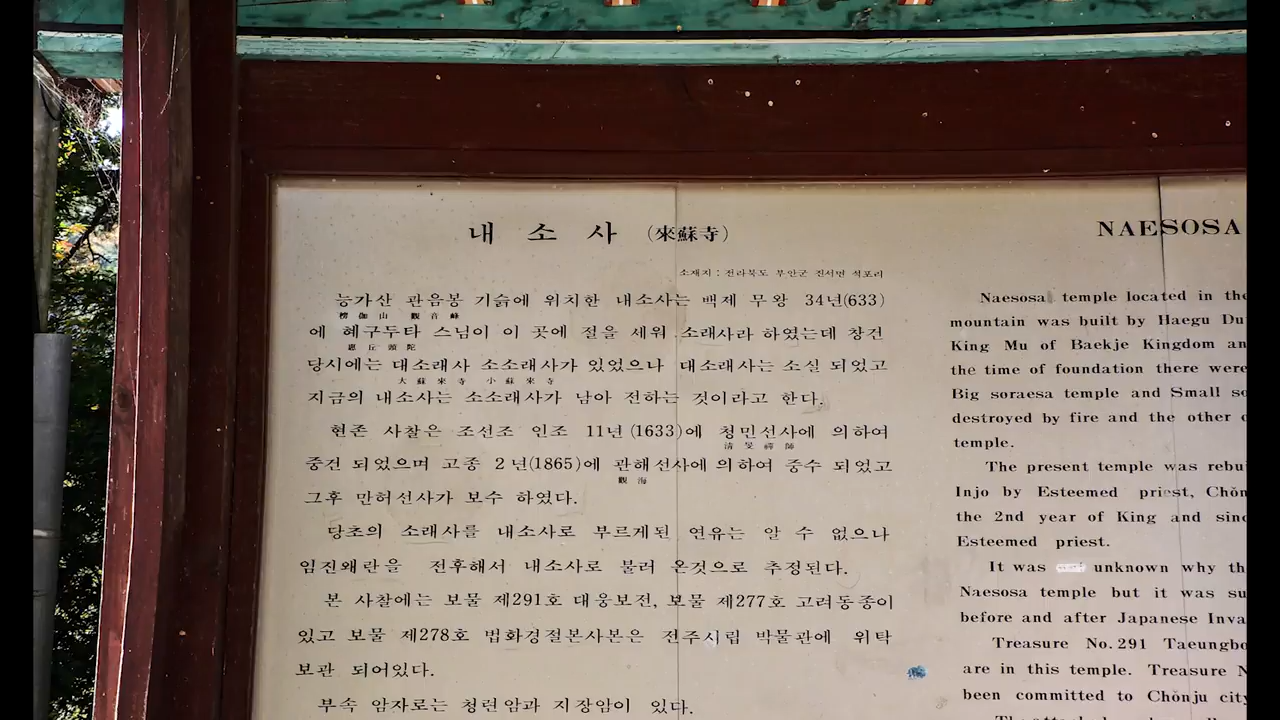 내 소 사 (來蘇寺)
소재지 : 전라북도 부안군 진서면 석포리
능가산 관음봉 기슭에 위치한 내소사는 백제 무왕 34년(633)
楞伽山 觀音峰
에 혜구두타 스님이 이 곳에 절을 세워 소래사라 하였는데 창건
惠丘頭陀
당시에는 대소래사 소소래사가 있었으나 대소래사는 소실 되었고
大蘇來寺 小蘇來寺
지금의 내소사는 소소래사가 남아 전하는 것이라고 한다.
현존 사찰은 조선조 인조 11년 (1633)에 청민선사에 의하여
淸旻禪師
중건 되었으며 고종 2년(1865)에 관해선사에 의하여 중수 되었고
觀海
그후 만허선사가 보수 하였다.
당초의 소래사를 내소사로 부르게된 연유는 알 수 없으나
임진왜란을 전후해서 내소사로 불러 온것으로 추정된다.
본 사찰에는 보물 제291호 대웅보전, 보물 제277호 고려동종이
있고 보물 제278호 법화경절본사본은 전주시립 박물관에 위탁
보관 되어있다.
부속 암자로는 청련암과 지장암이 있다.
NAESOSA
Naesosa temple located in the
mountain was built by Haegu Du
King Mu of Baekje Kingdom an
the time of foundation there were
Big soraesa temple and Small so
destroyed by fire and the other o
temple.
The present temple was rebui
Injo by Esteemed priest, Chŏn
the 2nd year of King and sinc
Esteemed priest.
It was unknown why th
Naesosa temple but it was su
before and after Japanese Inva
Treasure No. 291 Taeungbo
are in this temple. Treasure N
been committed to Chŏnju city